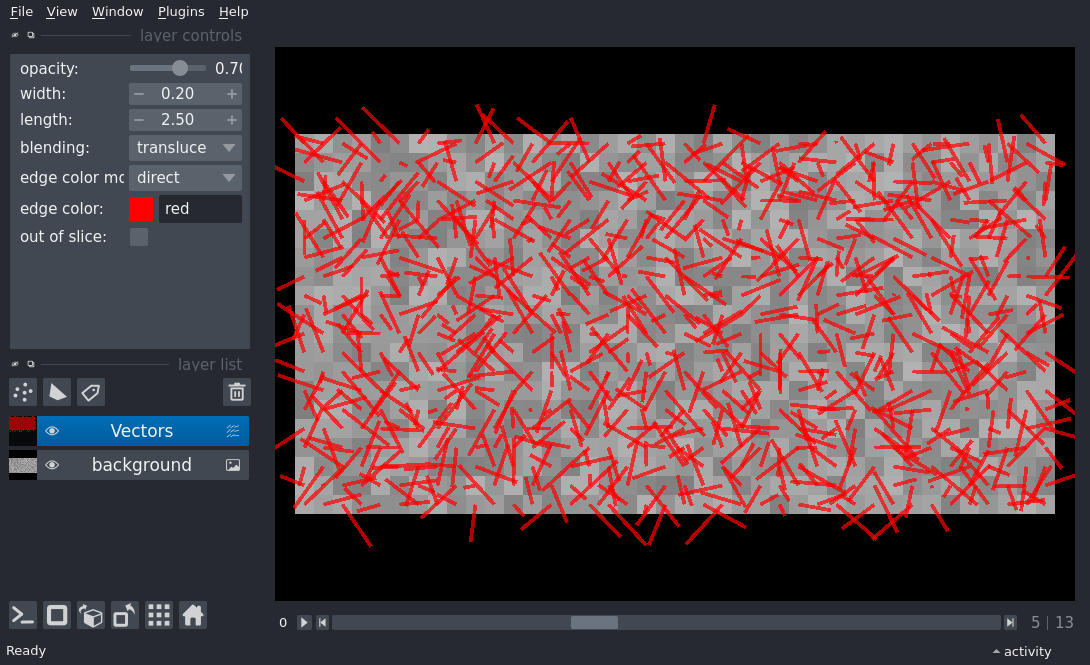 File View Window Plugins Help
layer controls
opacity: 0.70
width: 0.20
length: 2.50
blending: transluce
edge color mo direct
edge color: red
out of slice:
layer list
Vectors
background
0 5 | 13
Ready activity